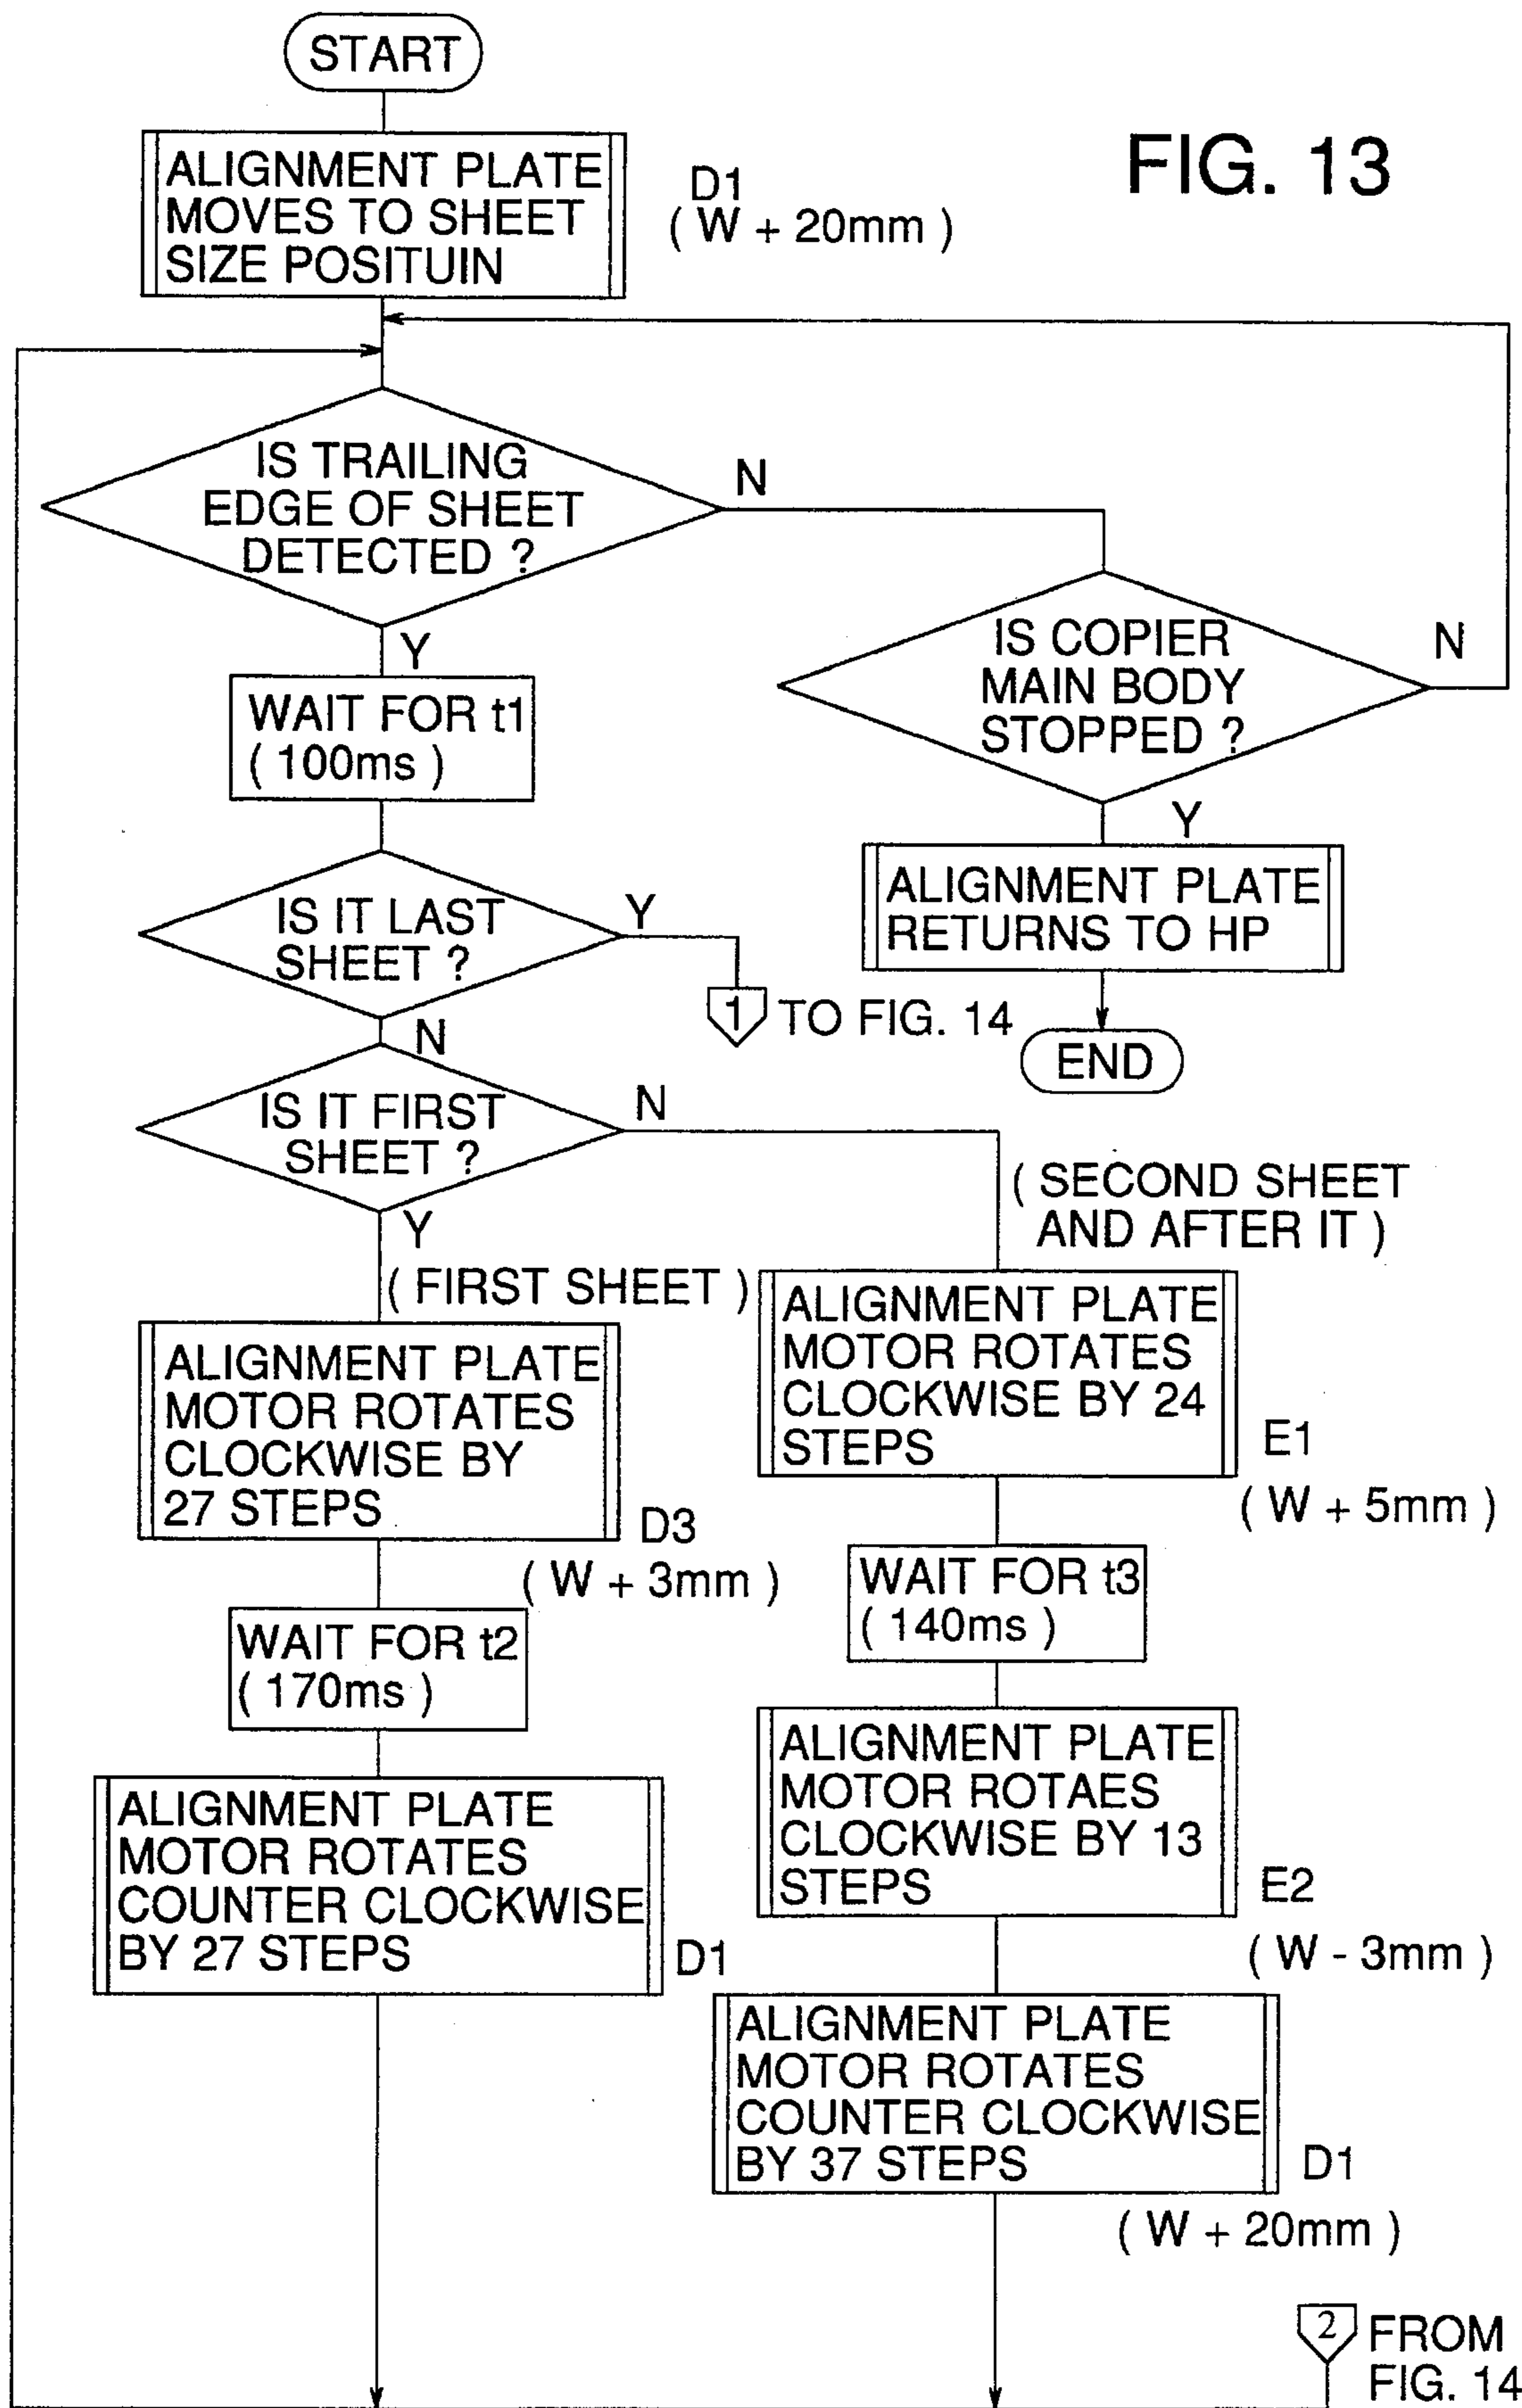 START
FIG. 13
ALIGNMENT PLATE
MOVES TO SHEET
SIZE POSITUIN
D1
( W + 20mm )
IS TRAILING
EDGE OF SHEET
DETECTED ?
N
Y
IS COPIER
MAIN BODY
STOPPED ?
N
Y
WAIT FOR t1
( 100ms )
ALIGNMENT PLATE
RETURNS TO HP
END
IS IT LAST
SHEET ?
Y
1 TO FIG. 14
N
IS IT FIRST
SHEET ?
N
( SECOND SHEET
AND AFTER IT )
Y
( FIRST SHEET )
ALIGNMENT PLATE
MOTOR ROTATES
CLOCKWISE BY
27 STEPS
D3
( W + 3mm )
WAIT FOR t2
( 170ms )
ALIGNMENT PLATE
MOTOR ROTATES
COUNTER CLOCKWISE
BY 27 STEPS
D1
ALIGNMENT PLATE
MOTOR ROTATES
CLOCKWISE BY 24
STEPS
E1
( W + 5mm )
WAIT FOR t3
( 140ms )
ALIGNMENT PLATE
MOTOR ROTAES
CLOCKWISE BY 13
STEPS
E2
( W - 3mm )
ALIGNMENT PLATE
MOTOR ROTATES
COUNTER CLOCKWISE
BY 37 STEPS
D1
( W + 20mm )
2 FROM
FIG. 14